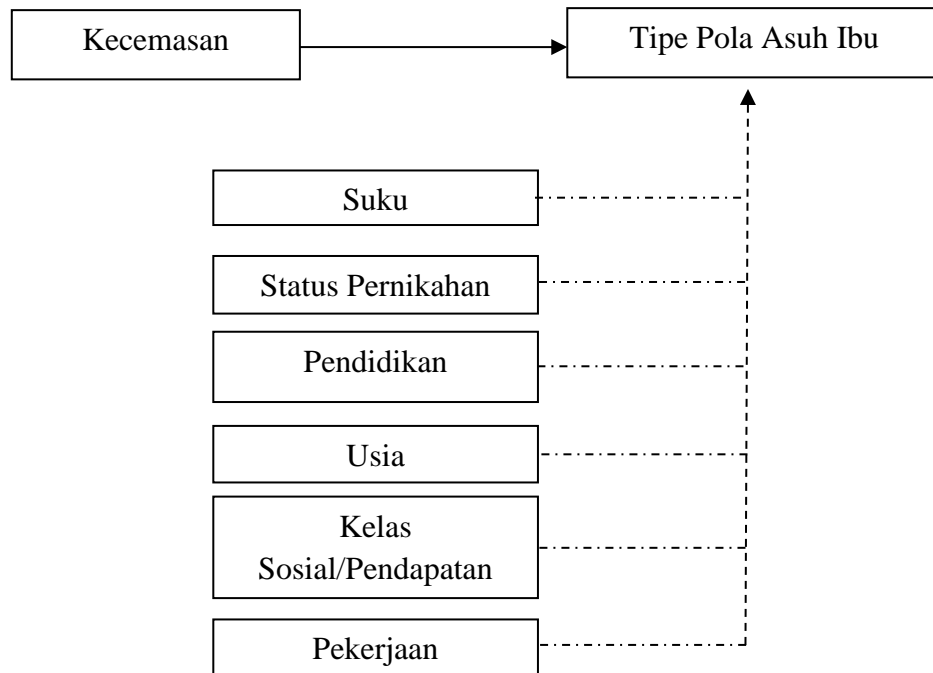 Kecemasan
Tipe Pola Asuh Ibu
Suku
Status Pernikahan
Pendidikan
Usia
Kelas
Sosial/Pendapatan
Pekerjaan